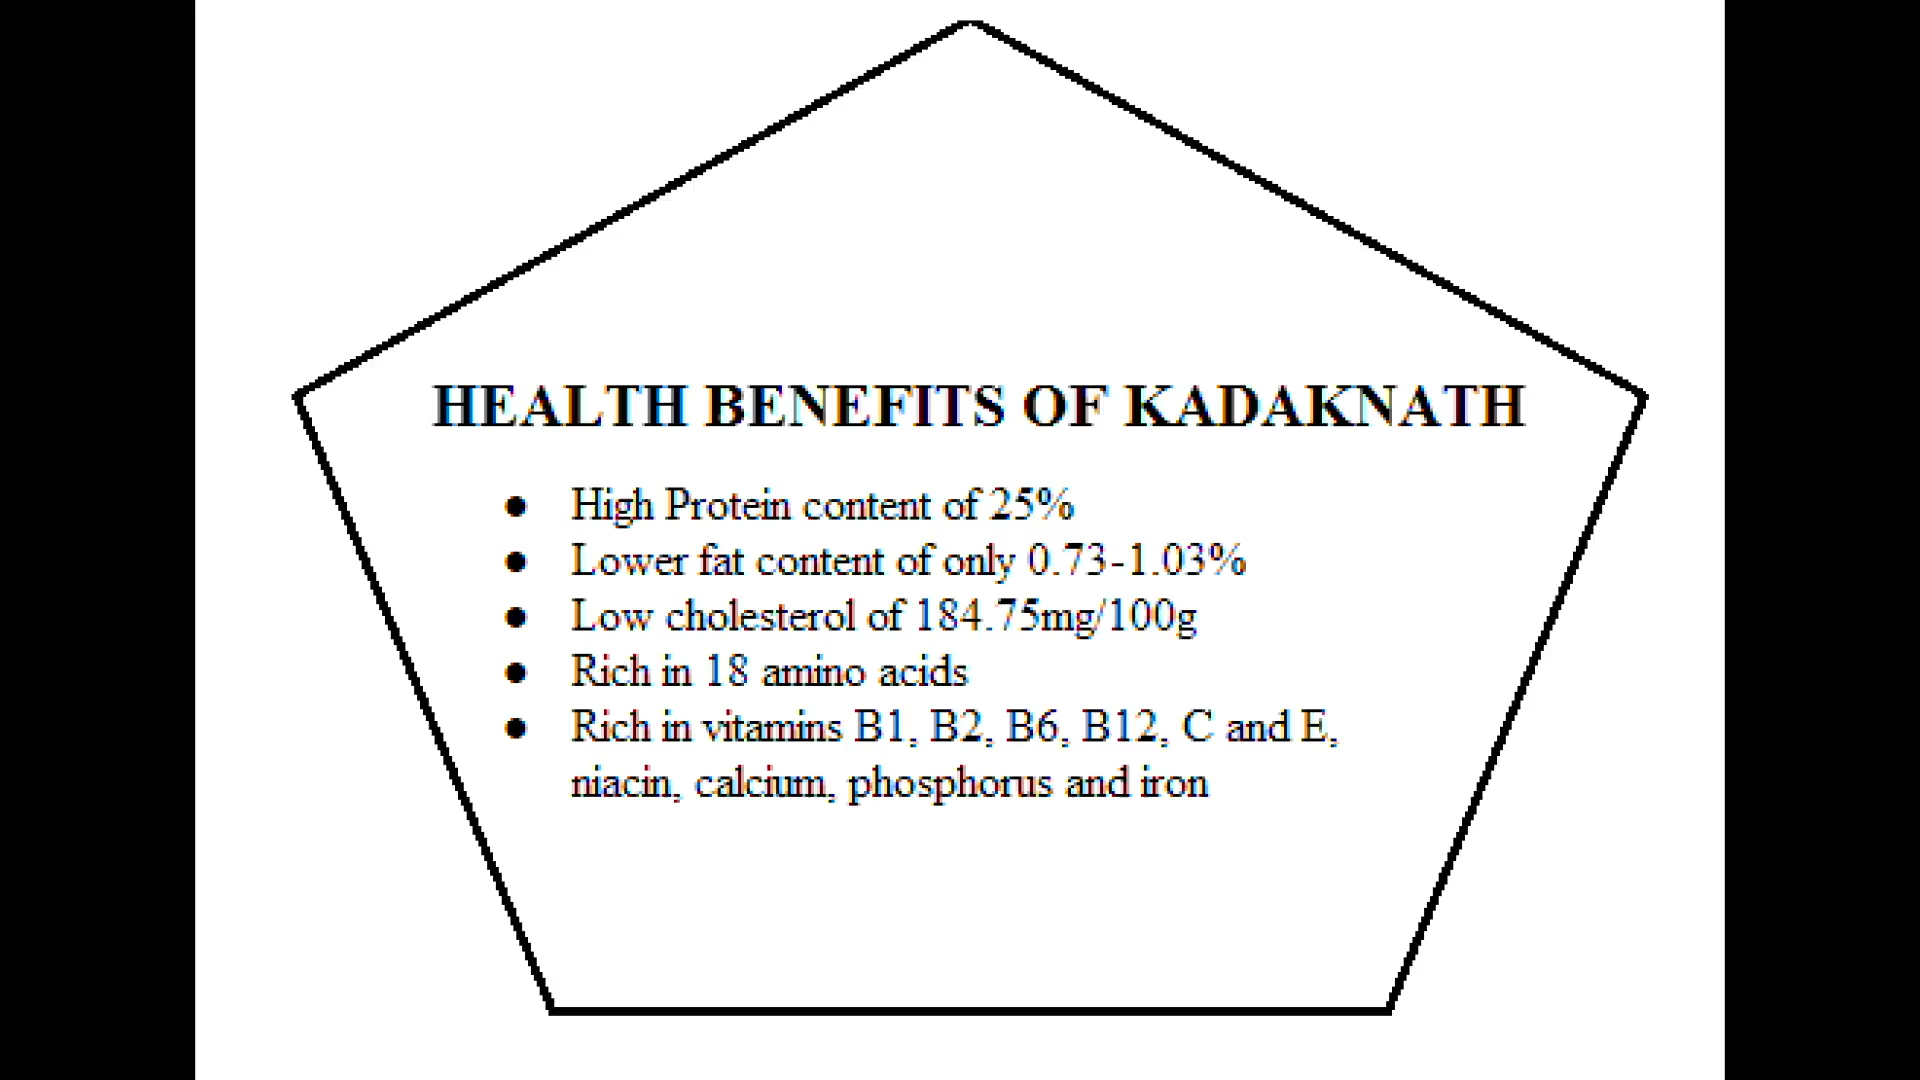 HEALTH BENEFITS OF KADAKNATH
● High Protein content of 25%
● Lower fat content of only 0.73-1.03%
● Low cholesterol of 184.75mg/100g
● Rich in 18 amino acids
● Rich in vitamins B1, B2, B6, B12, C and E,
niacin, calcium, phosphorus and iron